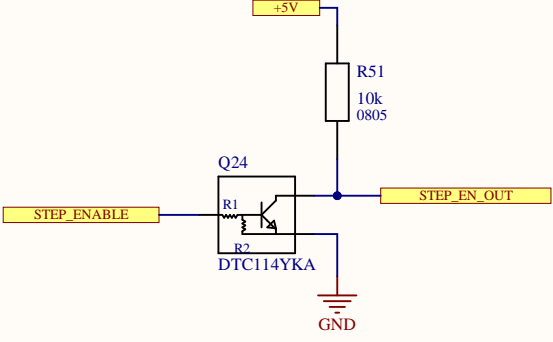 +5V
R51
10k
0805
Q24
STEP_EN_OUT
R1
STEP_ENABLE
R2
DTC114YKA
GND